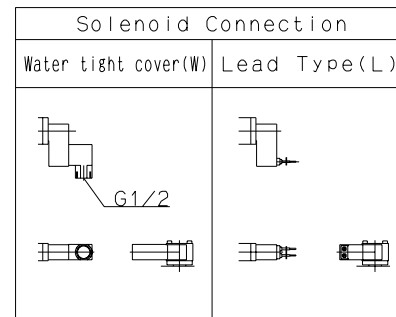 Solenoid Connection
Water tight cover(W)
Lead Type(L)
G1/2